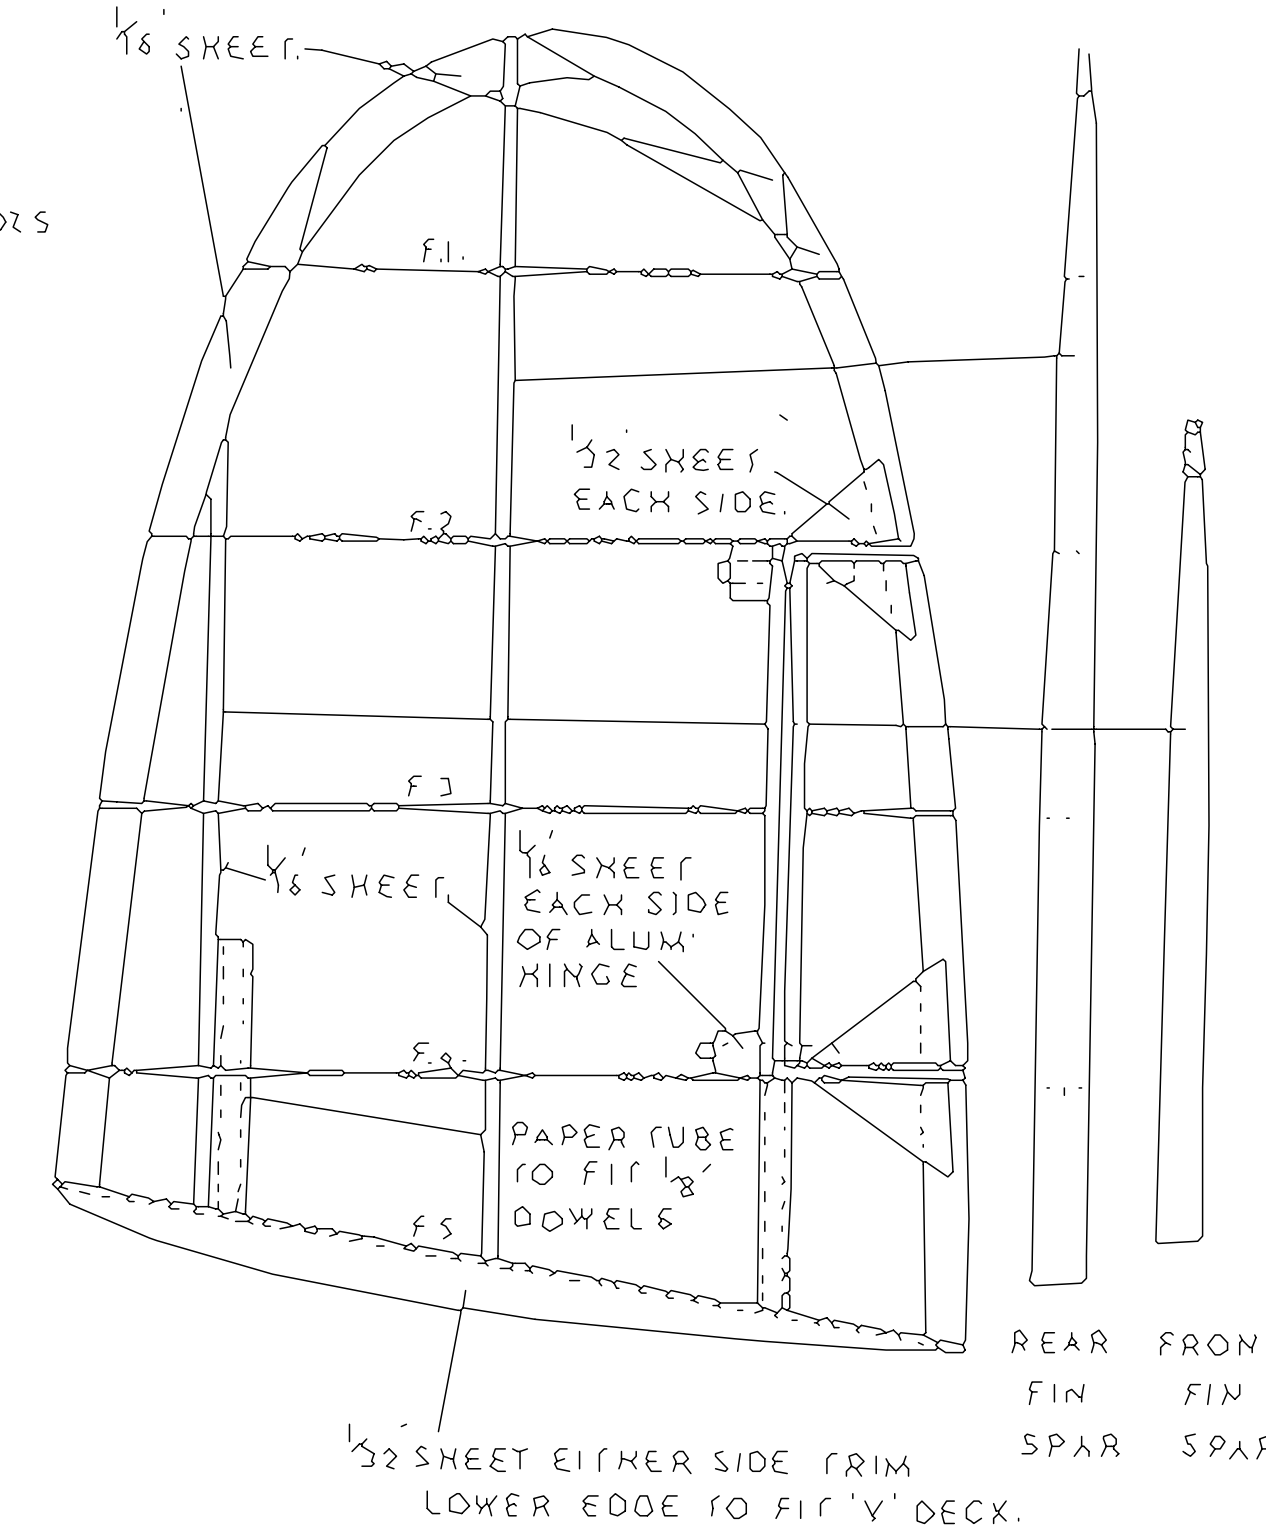 1/16" SHEET.
F.1.
1/32" SHEET
EACH SIDE.
F.2
F 3
1/16" SHEET
1/16" SHEET
EACH SIDE
OF ALUM'
HINGE
F.
PAPER TUBE
TO FIT 1/8"
DOWELS
F 5
REAR FRON
FIN FIN
SPAR SPAR
1/32" SHEET EITHER SIDE TRIM
LOWER EDGE TO FIT 'V' DECK.